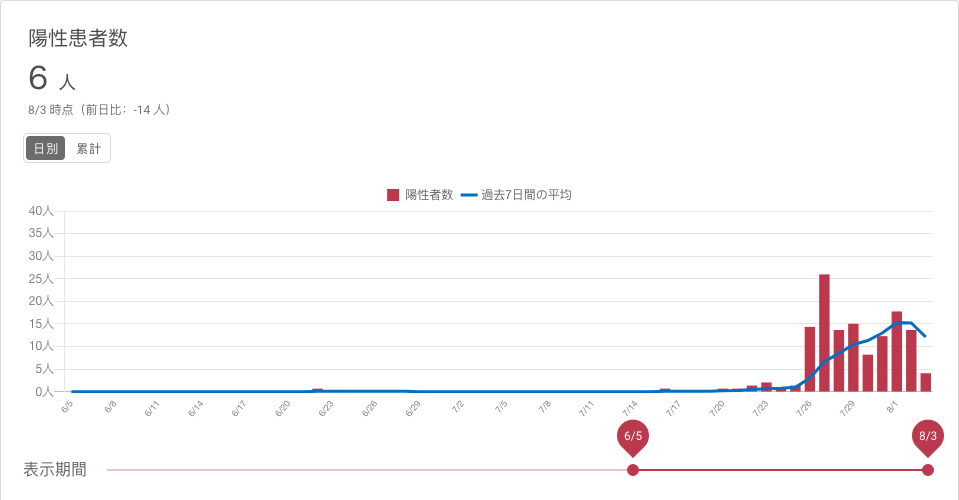 陽性患者数
6 人
8/3 時点（前日比：-14 人）
日別 累計
陽性者数 過去7日間の平均
40人
35人
30人
25人
20人
15人
10人
5人
0人
6/5 6/8 6/11 6/14 6/17 6/20 6/23 6/26 6/29 7/2 7/5 7/8 7/11 7/14 7/17 7/20 7/23 7/26 7/29 8/1
6/5 8/3
表示期間